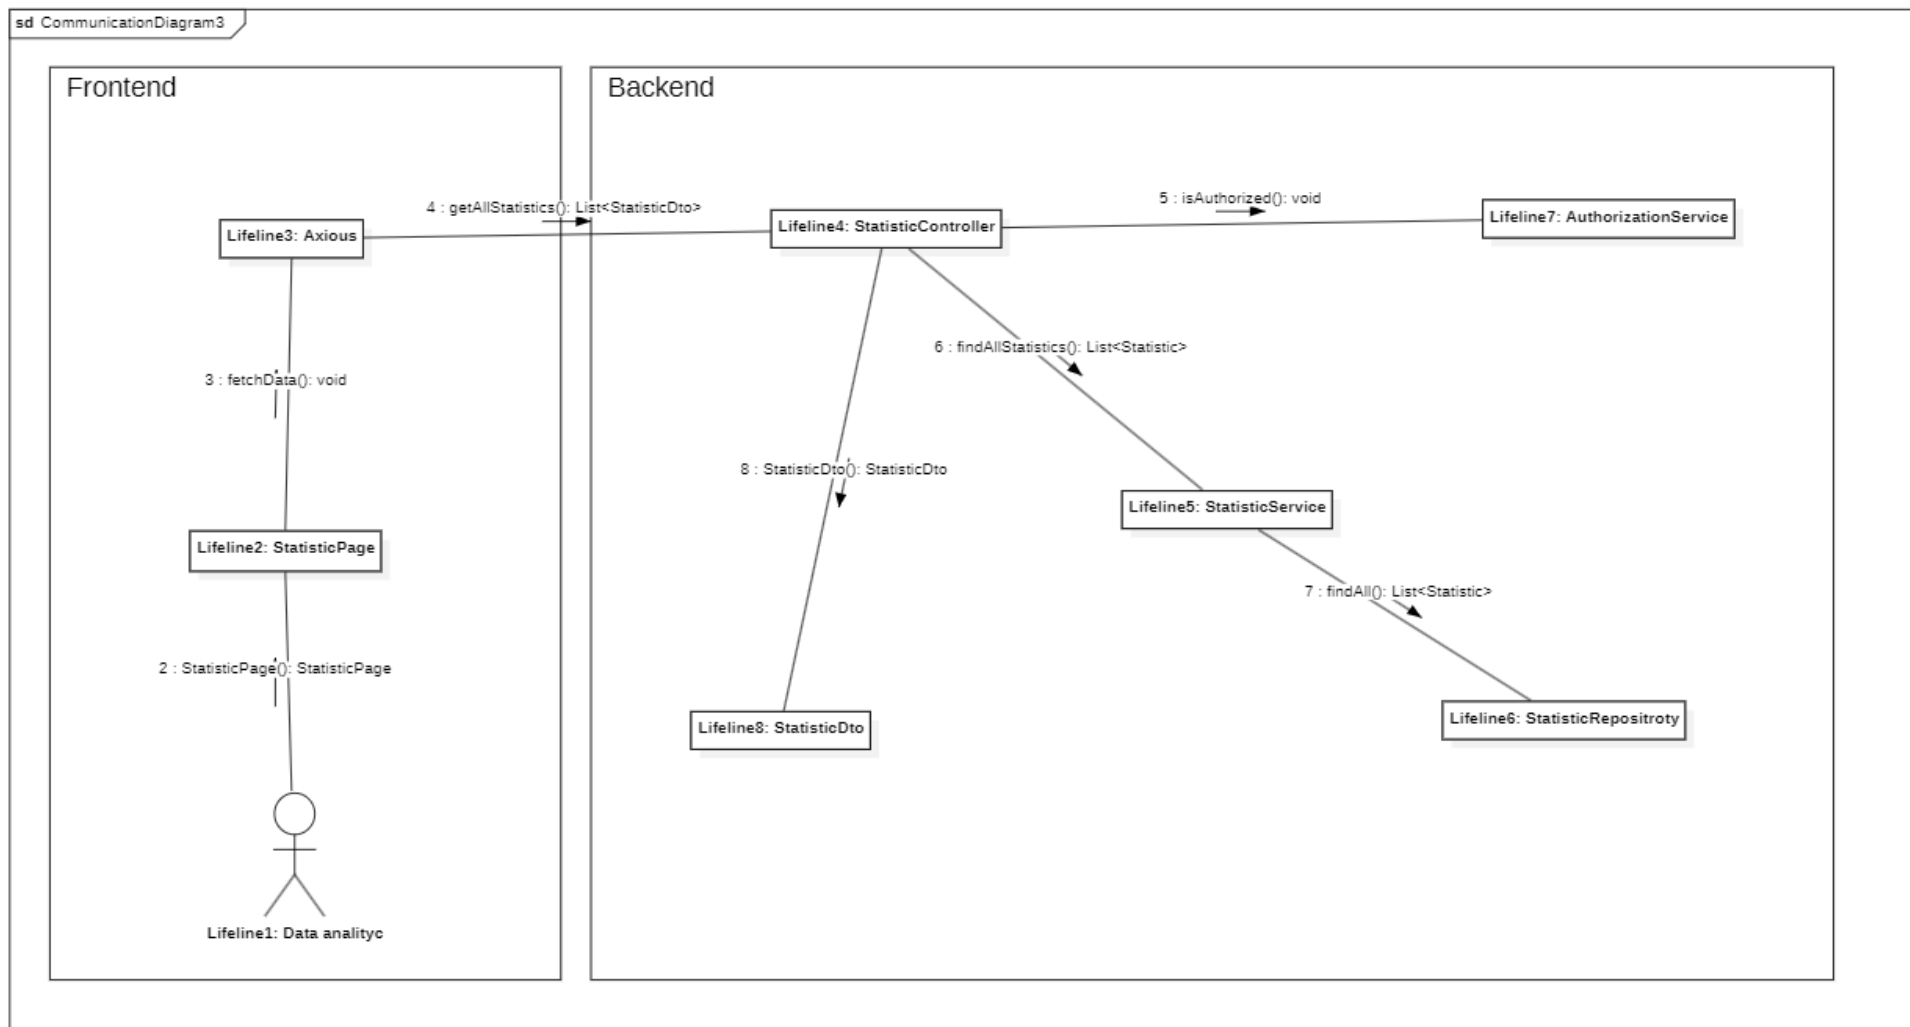 sd CommunicationDiagram3
Frontend
Backend
4 : getAllStatistics(): List<StatisticDto>
5 : isAuthorized(): void
Lifeline3: Axious
Lifeline4: StatisticController
Lifeline7: AuthorizationService
6 : findAllStatistics(): List<Statistic>
3 : fetchData(): void
8 : StatisticDto(): StatisticDto
Lifeline5: StatisticService
Lifeline2: StatisticPage
7 : findAll(): List<Statistic>
2 : StatisticPage(): StatisticPage
Lifeline8: StatisticDto
Lifeline6: StatisticRepositroty
Lifeline1: Data analityc